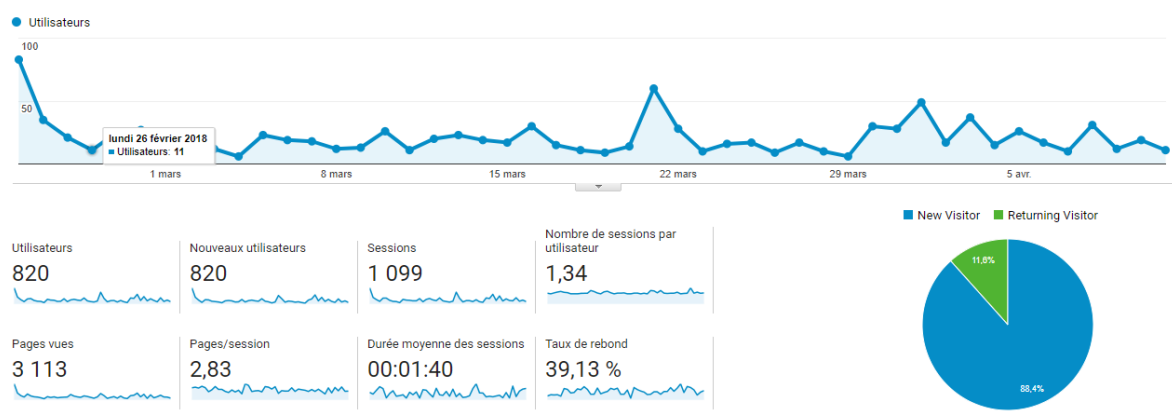 Utilisateurs
100
50
lundi 26 février 2018
Utilisateurs: 11
1 mars
8 mars
15 mars
22 mars
29 mars
5 avr.
New Visitor
Returning Visitor
Utilisateurs
820
Nouveaux utilisateurs
820
Sessions
1 099
Nombre de sessions par
utilisateur
1,34
11,6%
88,4%
Pages vues
3 113
Pages/session
2,83
Durée moyenne des sessions
00:01:40
Taux de rebond
39,13 %